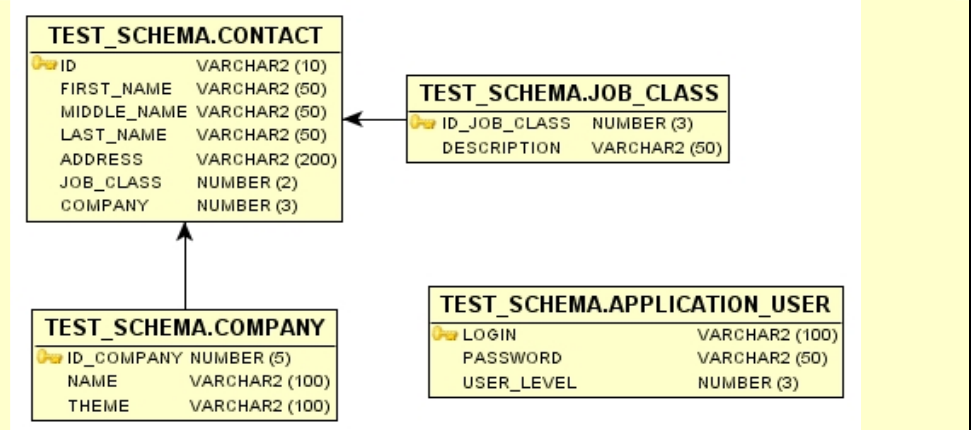 TEST_SCHEMA.CONTACT
ID VARCHAR2 (10)
FIRST_NAME VARCHAR2 (50)
MIDDLE_NAME VARCHAR2 (50)
LAST_NAME VARCHAR2 (50)
ADDRESS VARCHAR2 (200)
JOB_CLASS NUMBER (2)
COMPANY NUMBER (3)
TEST_SCHEMA.JOB_CLASS
ID_JOB_CLASS NUMBER (3)
DESCRIPTION VARCHAR2 (50)
TEST_SCHEMA.COMPANY
ID_COMPANY NUMBER (5)
NAME VARCHAR2 (100)
THEME VARCHAR2 (100)
TEST_SCHEMA.APPLICATION_USER
LOGIN VARCHAR2 (100)
PASSWORD VARCHAR2 (50)
USER_LEVEL NUMBER (3)